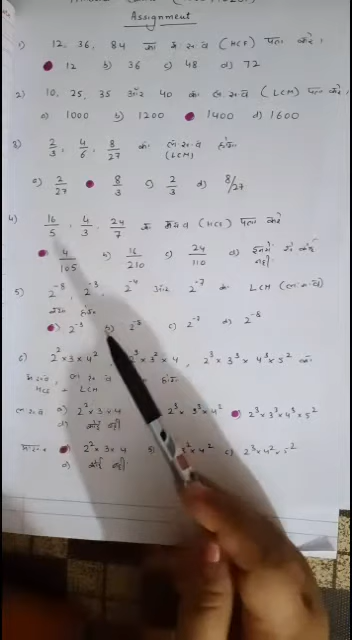 Assignment
1) 12, 36, 84 का म.स.व (HCF) पता करे।
12 b) 36 c) 48 d) 72
2) 10, 25, 35 और 40 का ल.स.व (LCM) पता करे।
a) 1000 b) 1200 1400 d) 1600
3) 2/3, 4/6, 8/27 का ल.स.व (LCM) होगा
a) 2/27 8/3 c) 2/3 d) 8/27
4) 16/5, 4/3, 24/7 का म.स.व (HCF) पता करे
4/105 b) 16/210 c) 24/110 d) इनमें से कोई नहीं
5) 2⁻⁸, 2⁻³, 2⁻⁴ और 2⁻⁷ का LCM (ल.स.व)
) 2⁻³ b) 2⁻⁸ c) 2⁻² d) 2⁻⁶
6) 2² × 3 × 4², 2³ × 3² × 4, 2³ × 3³ × 4³ × 5² का
HCF LCM
ल.स.व a) 2² × 3 × 4 2³ × 3³ × 4² 2³ × 3³ × 4³ × 5²
d) कोई नहीं
म.स.व 2² × 3 × 4 3² × 4² c) 2³ × 4² × 5²
d) कोई नहीं